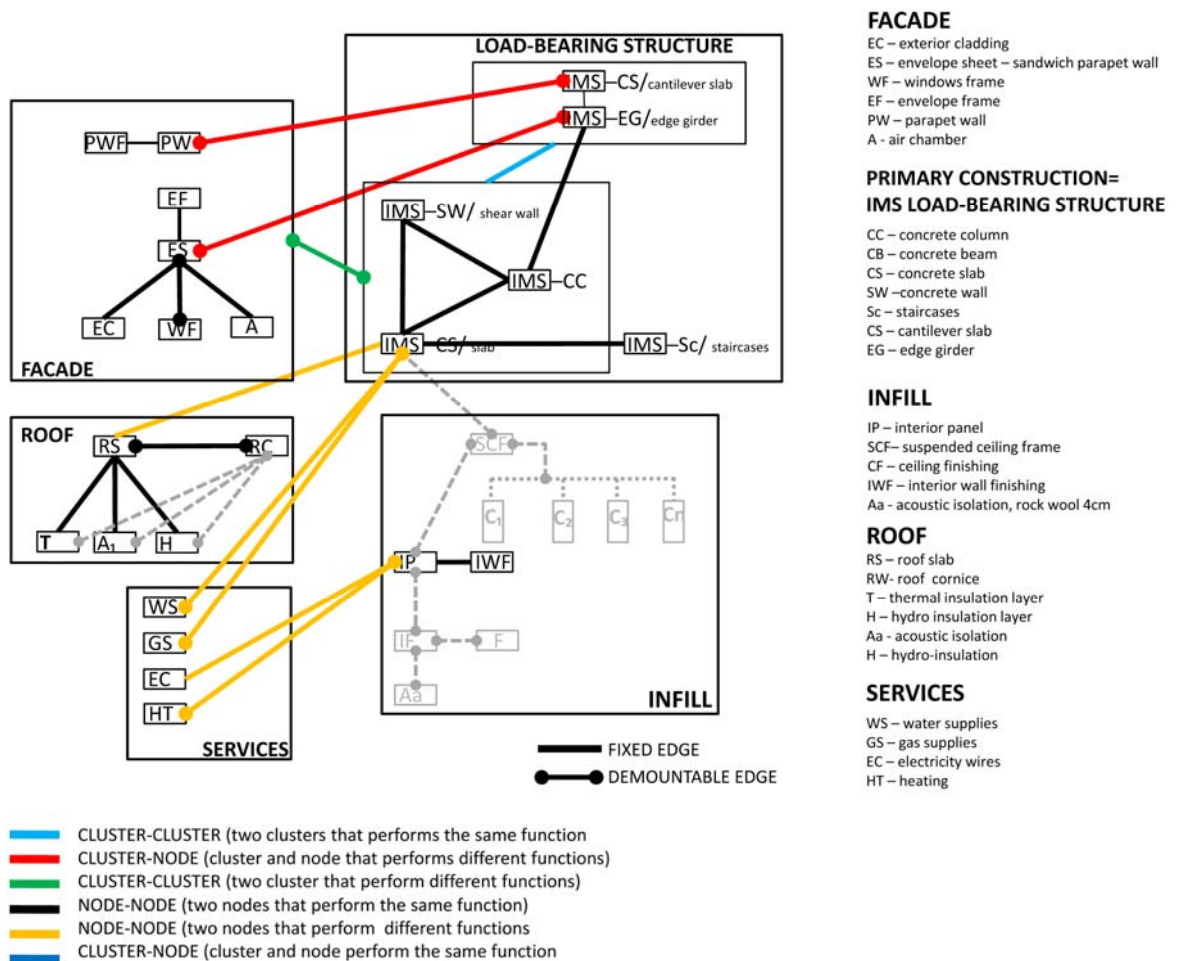 LOAD-BEARING STRUCTURE
IMS CS/cantilever slab
IMS EG/edge girder
PWF PW
EF
ES
EC WF A
FACADE
IMS SW/ shear wall
IMS CC
IMS CS/ slab
IMS Sc/ staircases
ROOF
RS RC
T A₁ H
SCF
C₁ C₂ C₃ Cn
IP IWF
IF F
Aa
INFILL
WS
GS
EC
HT
SERVICES
FIXED EDGE
DEMOUNTABLE EDGE
CLUSTER-CLUSTER (two clusters that performs the same function
CLUSTER-NODE (cluster and node that performs different functions)
CLUSTER-CLUSTER (two cluster that perform different functions)
NODE-NODE (two nodes that perform the same function)
NODE-NODE (two nodes that perform different functions
CLUSTER-NODE (cluster and node perform the same function
FACADE
EC – exterior cladding
ES – envelope sheet – sandwich parapet wall
WF – windows frame
EF – envelope frame
PW – parapet wall
A - air chamber
PRIMARY CONSTRUCTION=
IMS LOAD-BEARING STRUCTURE
CC – concrete column
CB – concrete beam
CS – concrete slab
SW –concrete wall
Sc – staircases
CS – cantilever slab
EG – edge girder
INFILL
IP – interior panel
SCF– suspended ceiling frame
CF – ceiling finishing
IWF – interior wall finishing
Aa - acoustic isolation, rock wool 4cm
ROOF
RS – roof slab
RW- roof cornice
T – thermal insulation layer
H – hydro insulation layer
Aa - acoustic isolation
H – hydro-insulation
SERVICES
WS – water supplies
GS – gas supplies
EC – electricity wires
HT – heating